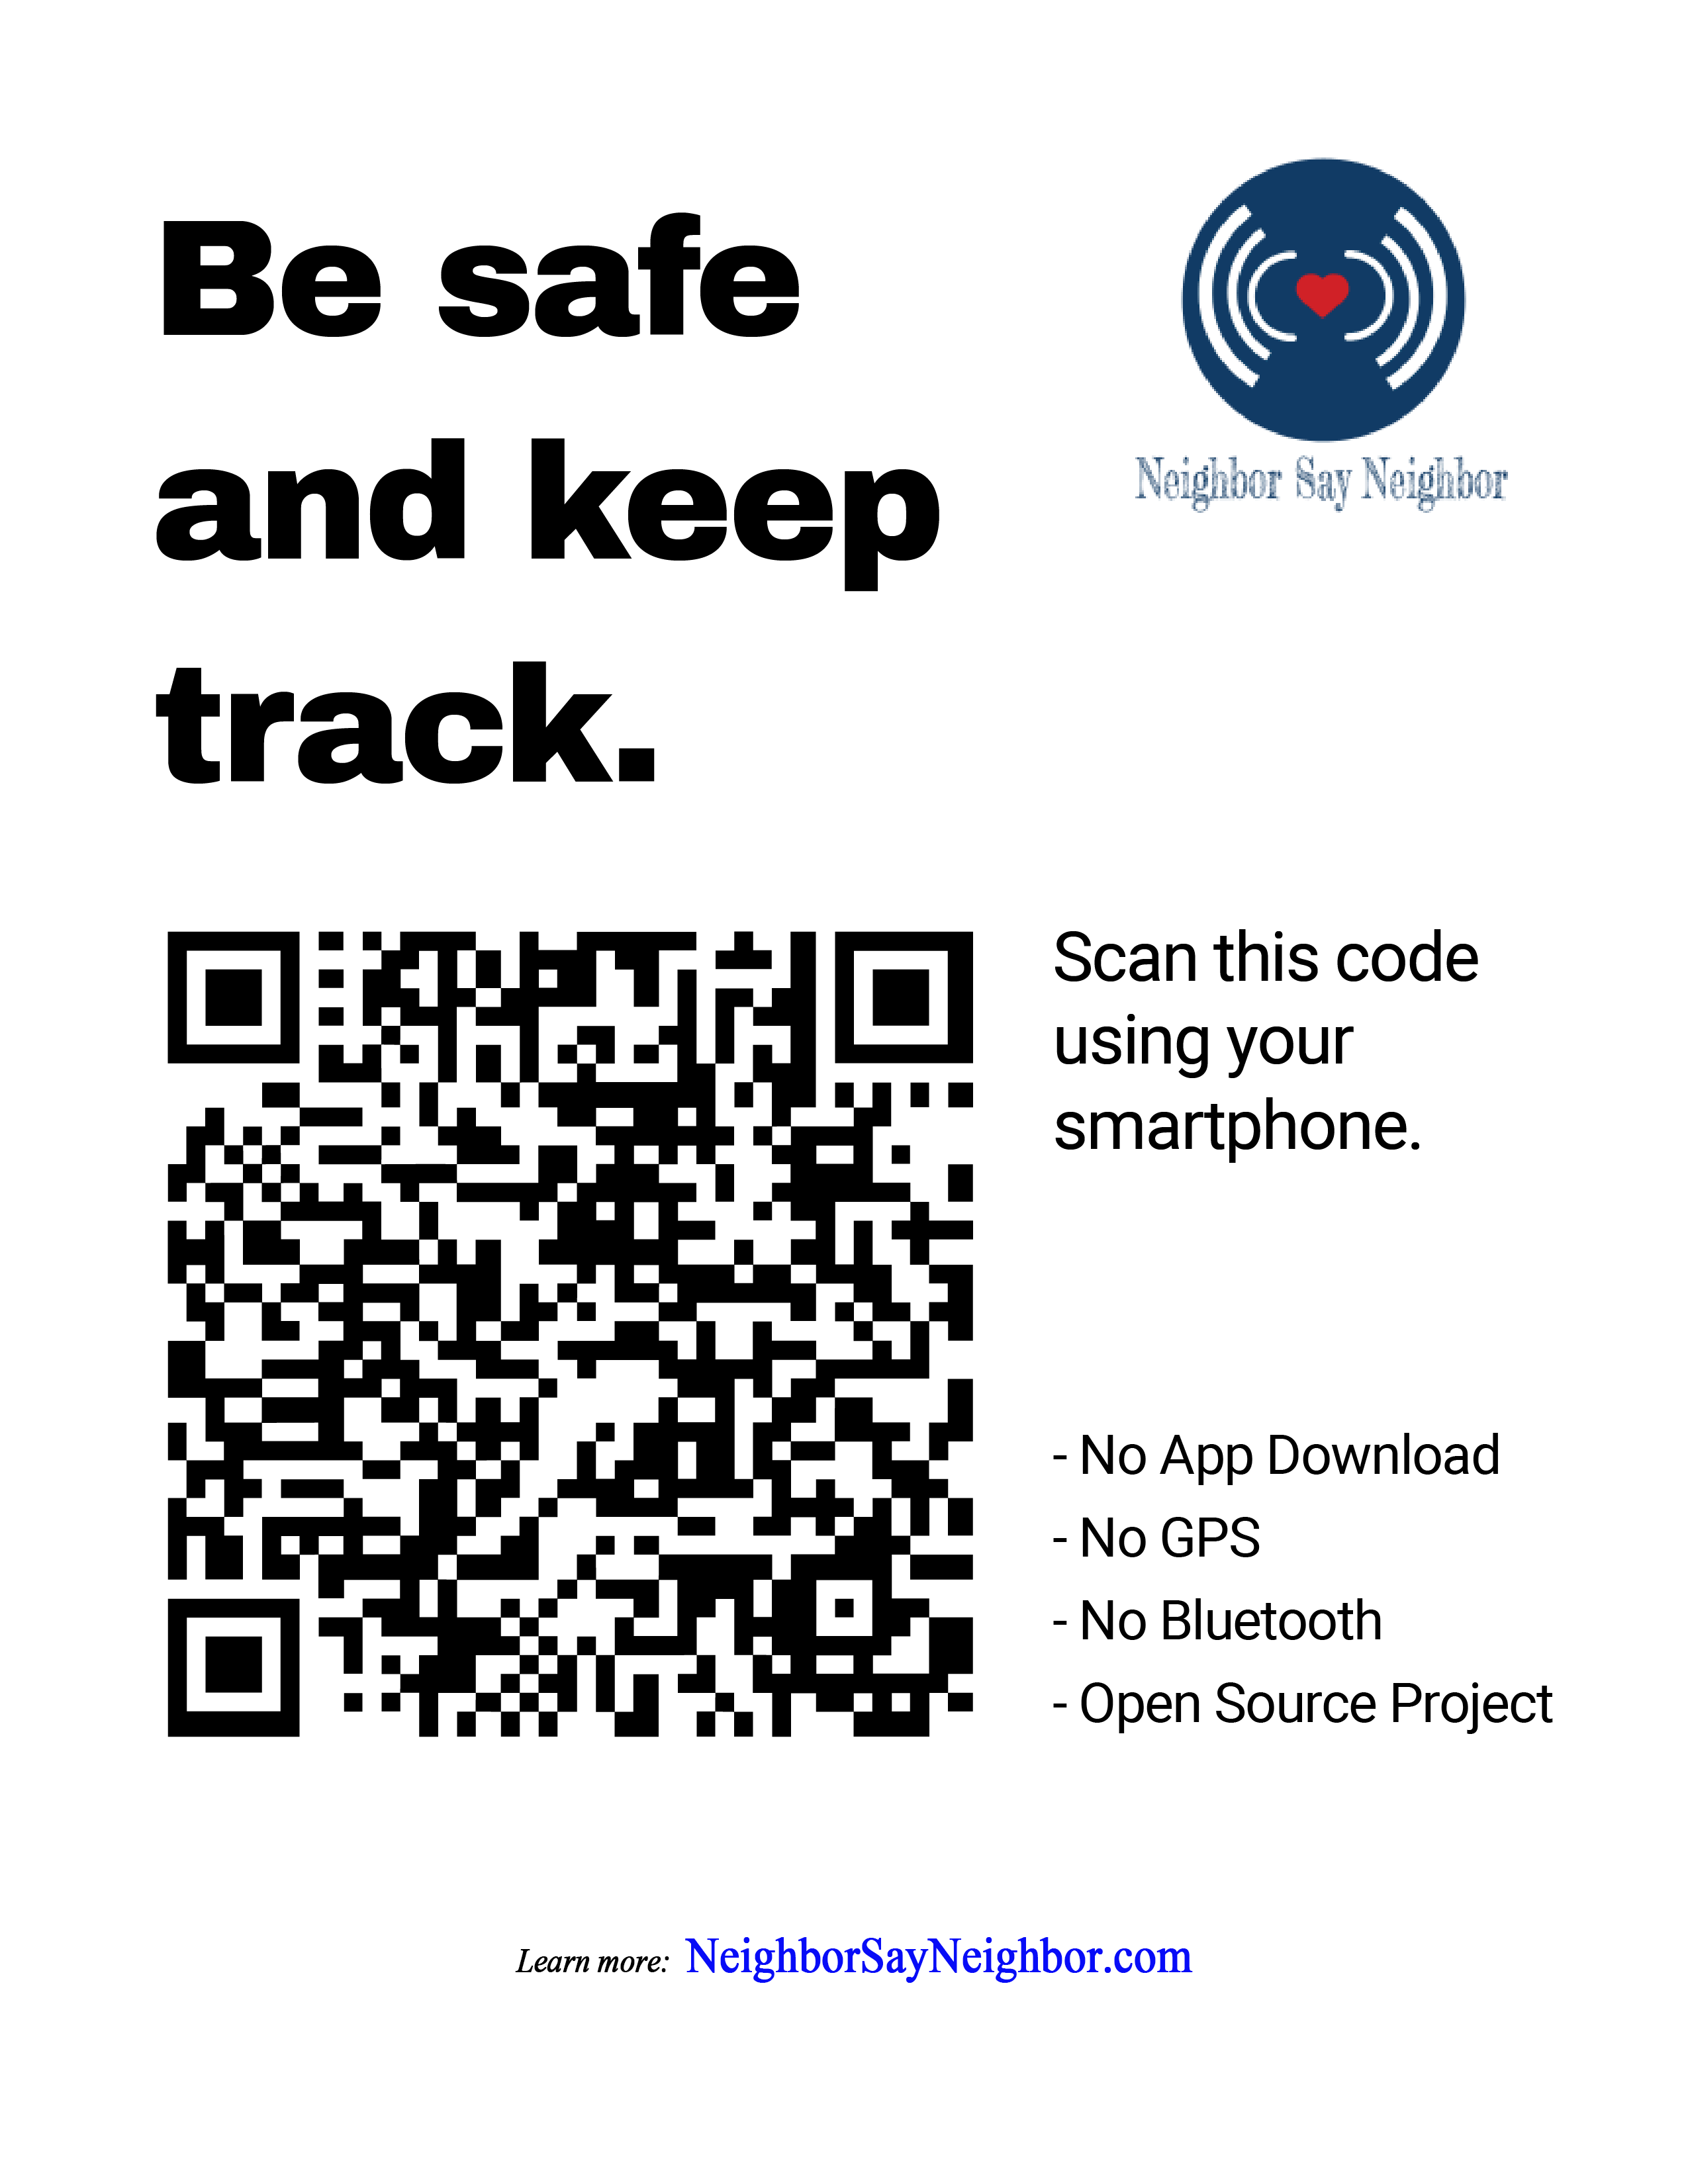 Be safe
and keep
track.
Neighbor Say Neighbor
Scan this code
using your
smartphone.
- No App Download
- No GPS
- No Bluetooth
- Open Source Project
Learn more: NeighborSayNeighbor.com